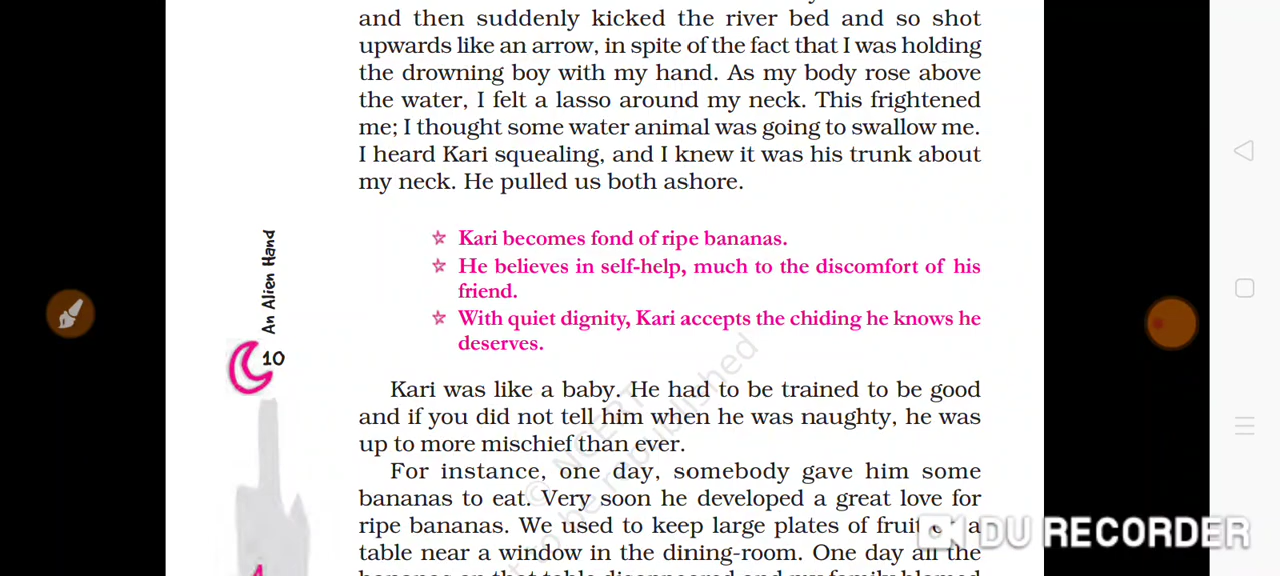 and then suddenly kicked the river bed and so shot
upwards like an arrow, in spite of the fact that I was holding
the drowning boy with my hand. As my body rose above
the water, I felt a lasso around my neck. This frightened
me; I thought some water animal was going to swallow me.
I heard Kari squealing, and I knew it was his trunk about
my neck. He pulled us both ashore.
Kari becomes fond of ripe bananas.
He believes in self-help, much to the discomfort of his
friend.
With quiet dignity, Kari accepts the chiding he knows he
deserves.
An Alien Hand
10
Kari was like a baby. He had to be trained to be good
and if you did not tell him when he was naughty, he was
up to more mischief than ever.
For instance, one day, somebody gave him some
bananas to eat. Very soon he developed a great love for
ripe bananas. We used to keep large plates of fruit a
table near a window in the dining-room. One day all the
© NCERT
to be republished
DU RECORDER